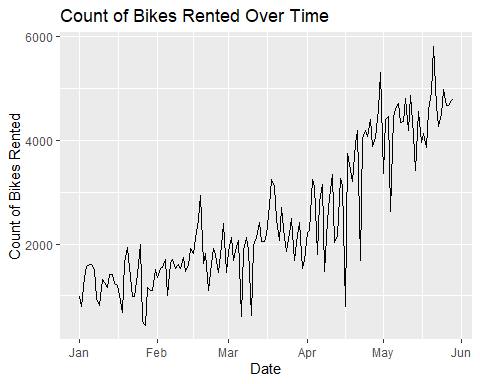 Count of Bikes Rented Over Time
6000
4000
2000
Count of Bikes Rented
Jan Feb Mar Apr May Jun
Date